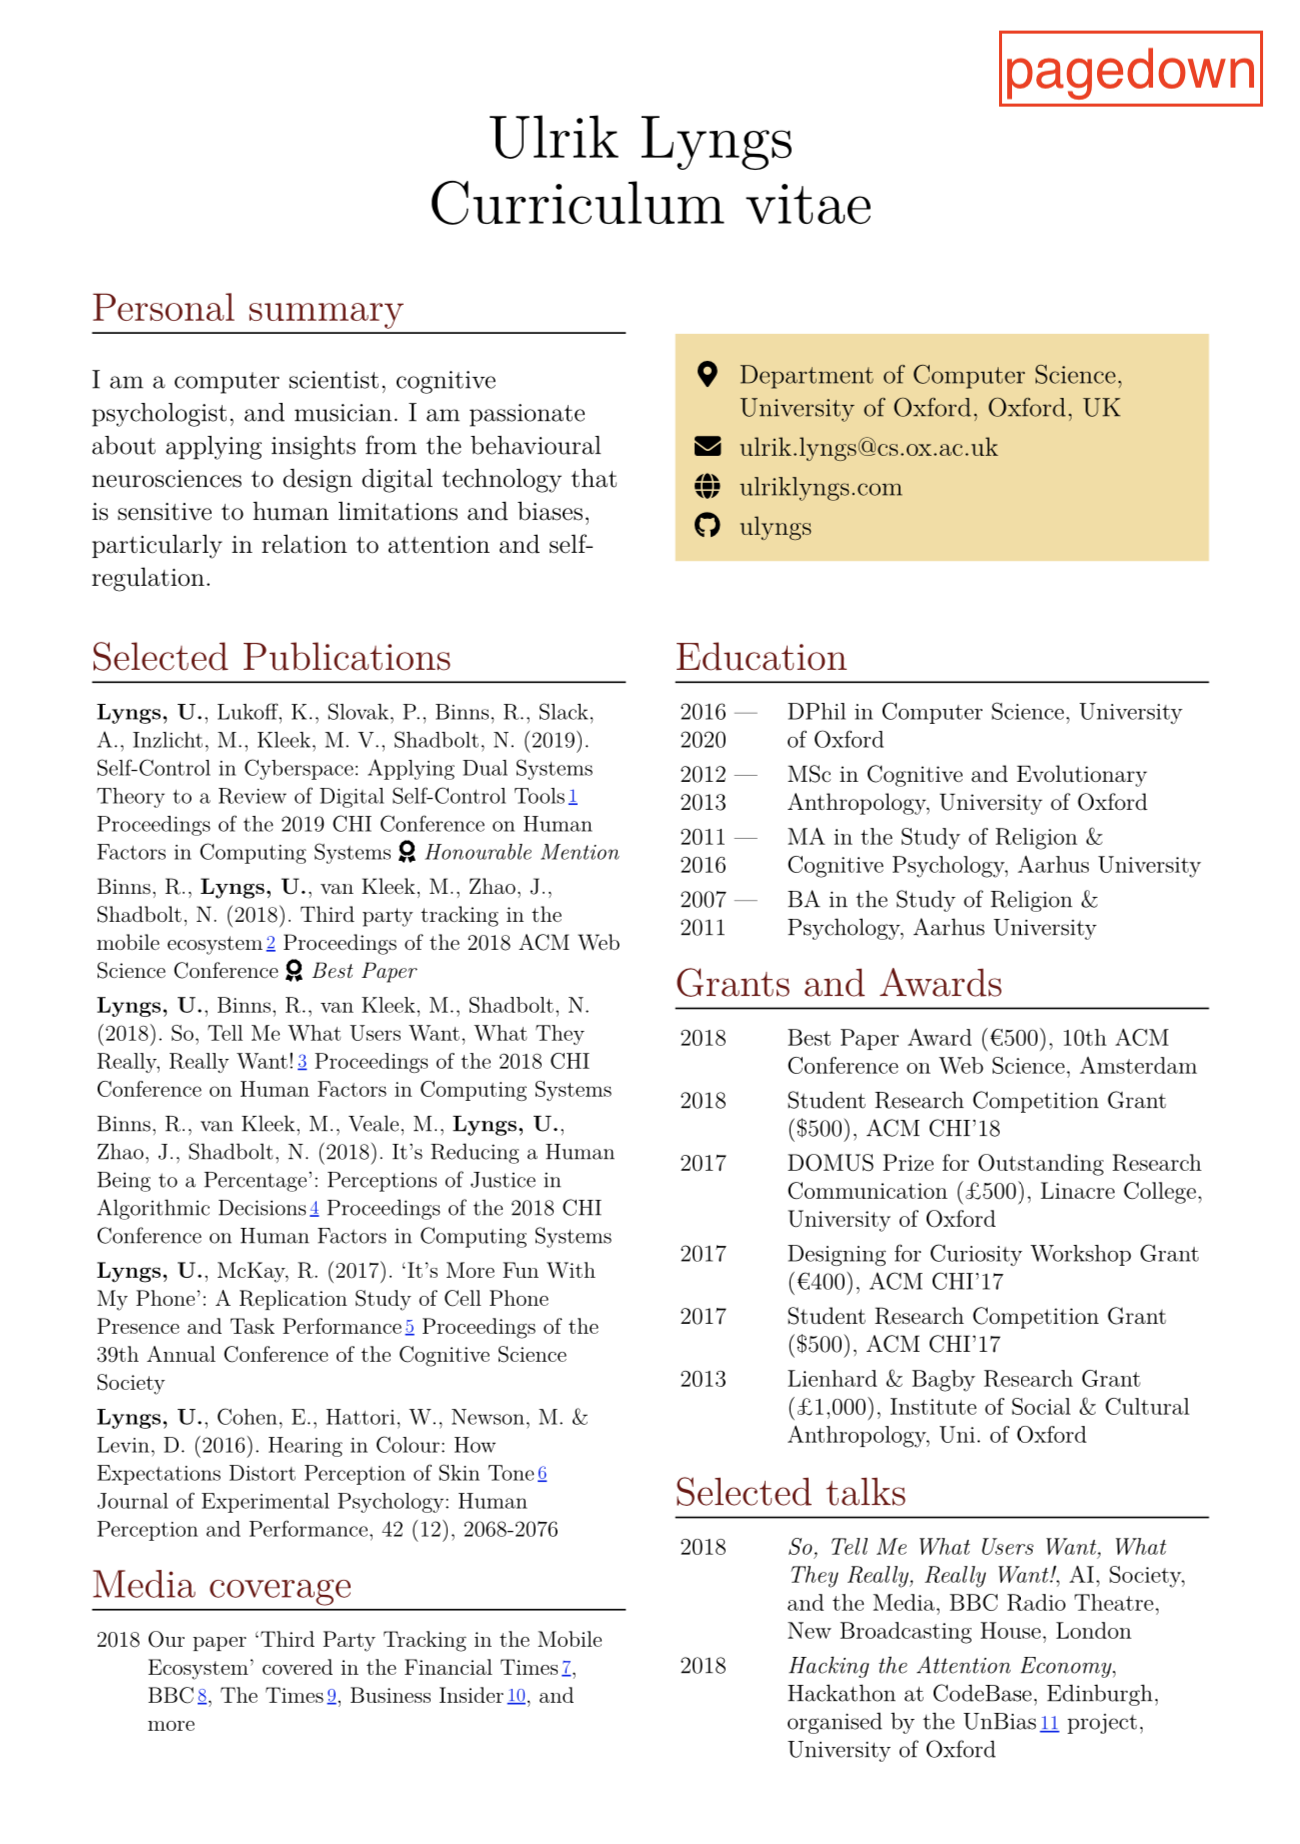 pagedown
Ulrik Lyngs
Curriculum vitae
Personal summary
I am a computer scientist, cognitive
psychologist, and musician. I am passionate
about applying insights from the behavioural
neurosciences to design digital technology that
is sensitive to human limitations and biases,
particularly in relation to attention and self-
regulation.
Department of Computer Science,
University of Oxford, Oxford, UK
ulrik.lyngs@cs.ox.ac.uk
ulriklyngs.com
ulyngs
Selected Publications
Lyngs, U., Lukoff, K., Slovak, P., Binns, R., Slack,
A., Inzlicht, M., Kleek, M. V., Shadbolt, N. (2019).
Self-Control in Cyberspace: Applying Dual Systems
Theory to a Review of Digital Self-Control Tools 1
Proceedings of the 2019 CHI Conference on Human
Factors in Computing Systems Honourable Mention
Binns, R., Lyngs, U., van Kleek, M., Zhao, J.,
Shadbolt, N. (2018). Third party tracking in the
mobile ecosystem 2 Proceedings of the 2018 ACM Web
Science Conference Best Paper
Lyngs, U., Binns, R., van Kleek, M., Shadbolt, N.
(2018). So, Tell Me What Users Want, What They
Really, Really Want! 3 Proceedings of the 2018 CHI
Conference on Human Factors in Computing Systems
Binns, R., van Kleek, M., Veale, M., Lyngs, U.,
Zhao, J., Shadbolt, N. (2018). It's Reducing a Human
Being to a Percentage': Perceptions of Justice in
Algorithmic Decisions 4 Proceedings of the 2018 CHI
Conference on Human Factors in Computing Systems
Lyngs, U., McKay, R. (2017). 'It's More Fun With
My Phone': A Replication Study of Cell Phone
Presence and Task Performance 5 Proceedings of the
39th Annual Conference of the Cognitive Science
Society
Lyngs, U., Cohen, E., Hattori, W., Newson, M. &
Levin, D. (2016). Hearing in Colour: How
Expectations Distort Perception of Skin Tone 6
Journal of Experimental Psychology: Human
Perception and Performance, 42 (12), 2068-2076
Media coverage
2018 Our paper 'Third Party Tracking in the Mobile
Ecosystem' covered in the Financial Times 7,
BBC 8, The Times 9, Business Insider 10, and
more
Education
2016 — DPhil in Computer Science, University
2020 of Oxford
2012 — MSc in Cognitive and Evolutionary
2013 Anthropology, University of Oxford
2011 — MA in the Study of Religion &
2016 Cognitive Psychology, Aarhus University
2007 — BA in the Study of Religion &
2011 Psychology, Aarhus University
Grants and Awards
2018 Best Paper Award (€500), 10th ACM
Conference on Web Science, Amsterdam
2018 Student Research Competition Grant
($500), ACM CHI'18
2017 DOMUS Prize for Outstanding Research
Communication (£500), Linacre College,
University of Oxford
2017 Designing for Curiosity Workshop Grant
(€400), ACM CHI'17
2017 Student Research Competition Grant
($500), ACM CHI'17
2013 Lienhard & Bagby Research Grant
(£1,000), Institute of Social & Cultural
Anthropology, Uni. of Oxford
Selected talks
2018 So, Tell Me What Users Want, What
They Really, Really Want!, AI, Society,
and the Media, BBC Radio Theatre,
New Broadcasting House, London
2018 Hacking the Attention Economy,
Hackathon at CodeBase, Edinburgh,
organised by the UnBias 11 project,
University of Oxford